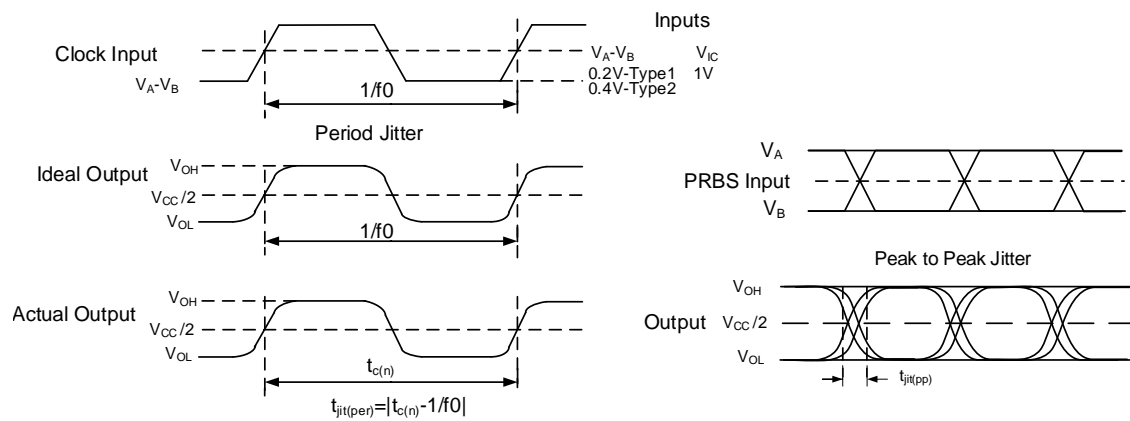 Inputs
Clock Input
V_A-V_B V_IC
V_A-V_B
0.2V-Type1 1V
0.4V-Type2
1/f0
Period Jitter
Ideal Output
V_OH
V_CC/2
V_OL
1/f0
Actual Output
V_OH
V_CC/2
V_OL
t_c(n)
t_jit(per)=|t_c(n)-1/f0|
V_A
PRBS Input
V_B
Peak to Peak Jitter
V_OH
Output V_CC/2
V_OL
t_jit(pp)